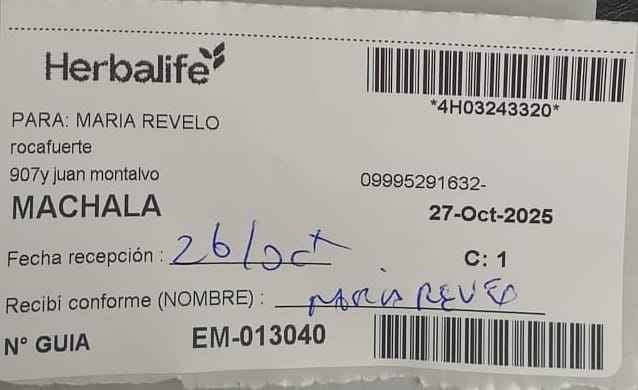 Herbalife
*4H03243320*
PARA: MARIA REVELO
rocafuerte
907y juan montalvo
09995291632-
MACHALA
27-Oct-2025
Fecha recepción : 26/oct
C: 1
Recibí conforme (NOMBRE) : MARIA REVELO
N° GUIA
EM-013040